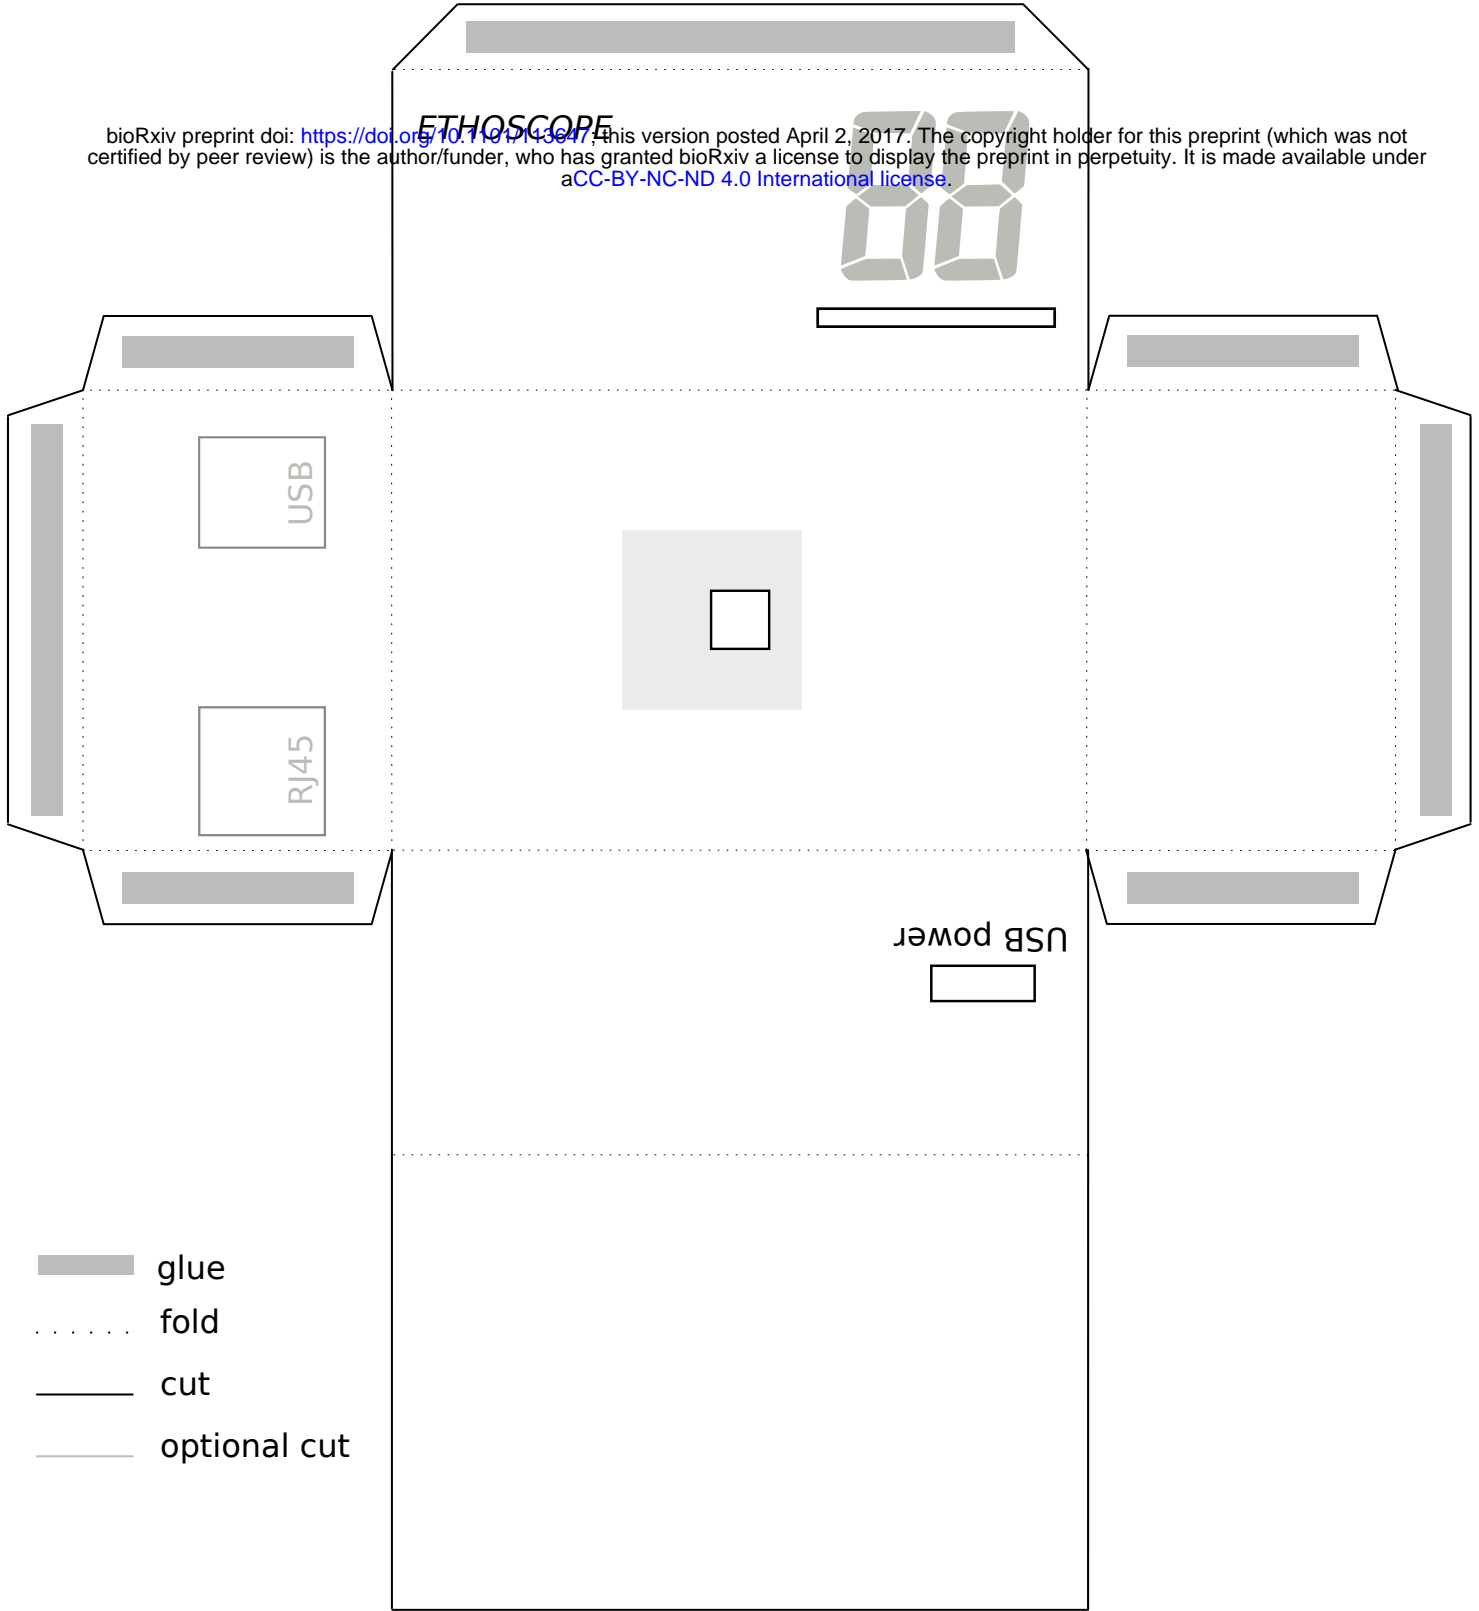 ETHOSCOPE
bioRxiv preprint doi: https://doi.org/10.1101/113647; this version posted April 2, 2017. The copyright holder for this preprint (which was not
certified by peer review) is the author/funder, who has granted bioRxiv a license to display the preprint in perpetuity. It is made available under
aCC-BY-NC-ND 4.0 International license.
88
USB
RJ45
USB power
glue
fold
cut
optional cut